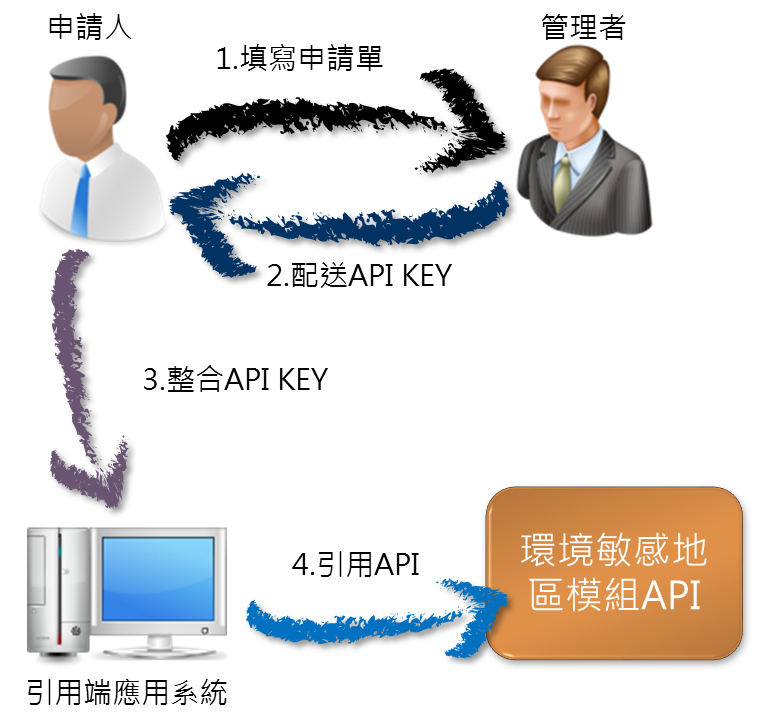 申請人
管理者
1.填寫申請單
2.配送API KEY
3.整合API KEY
4.引用API
環境敏感地
區模組API
引用端應用系統